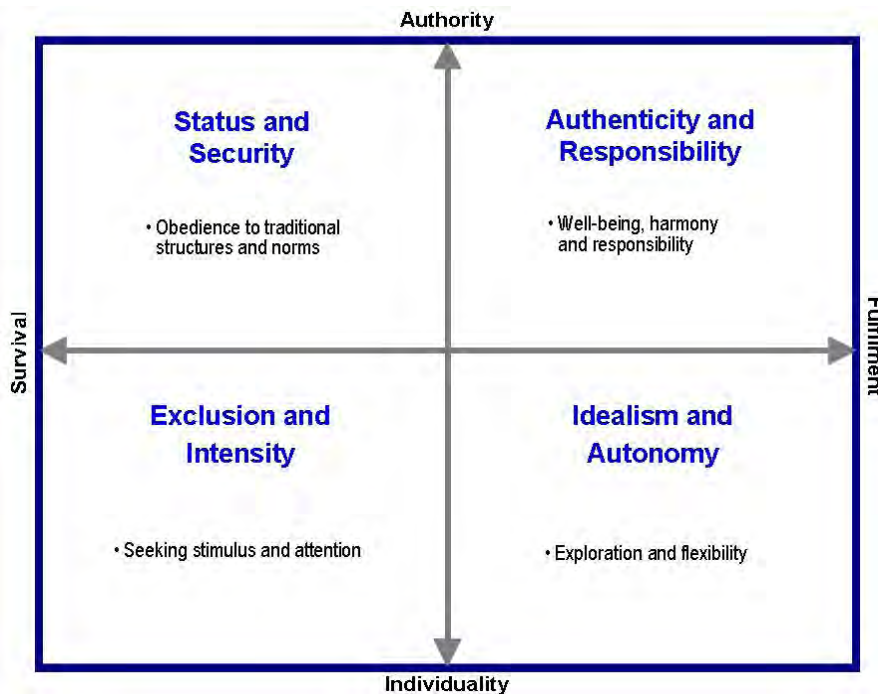 Authority
Status and
Security
Authenticity and
Responsibility
• Obedience to traditional
structures and norms
• Well-being, harmony
and responsibility
Survival
Fulfilment
Exclusion and
Intensity
Idealism and
Autonomy
• Seeking stimulus and attention
• Exploration and flexibility
Individuality